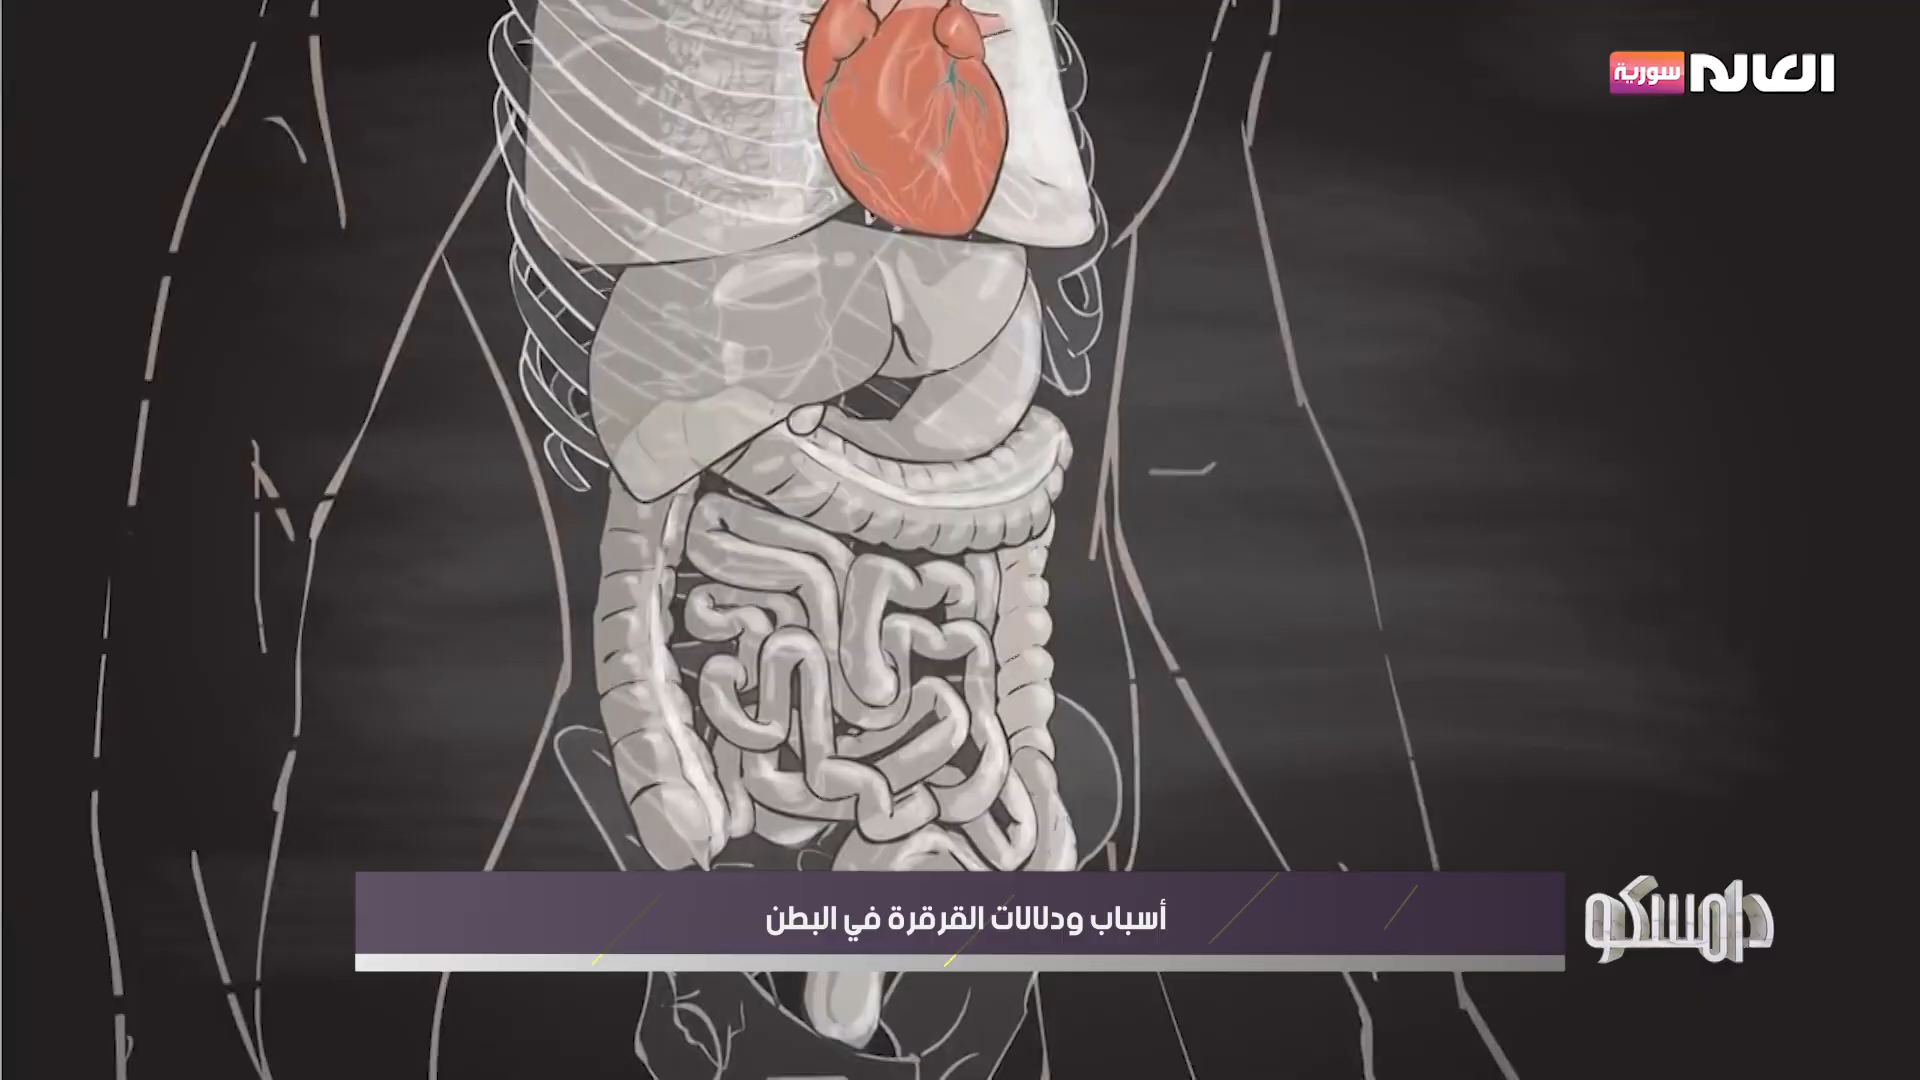 العالم سورية
أسباب ودلالات القرقرة في البطن
دامسكو